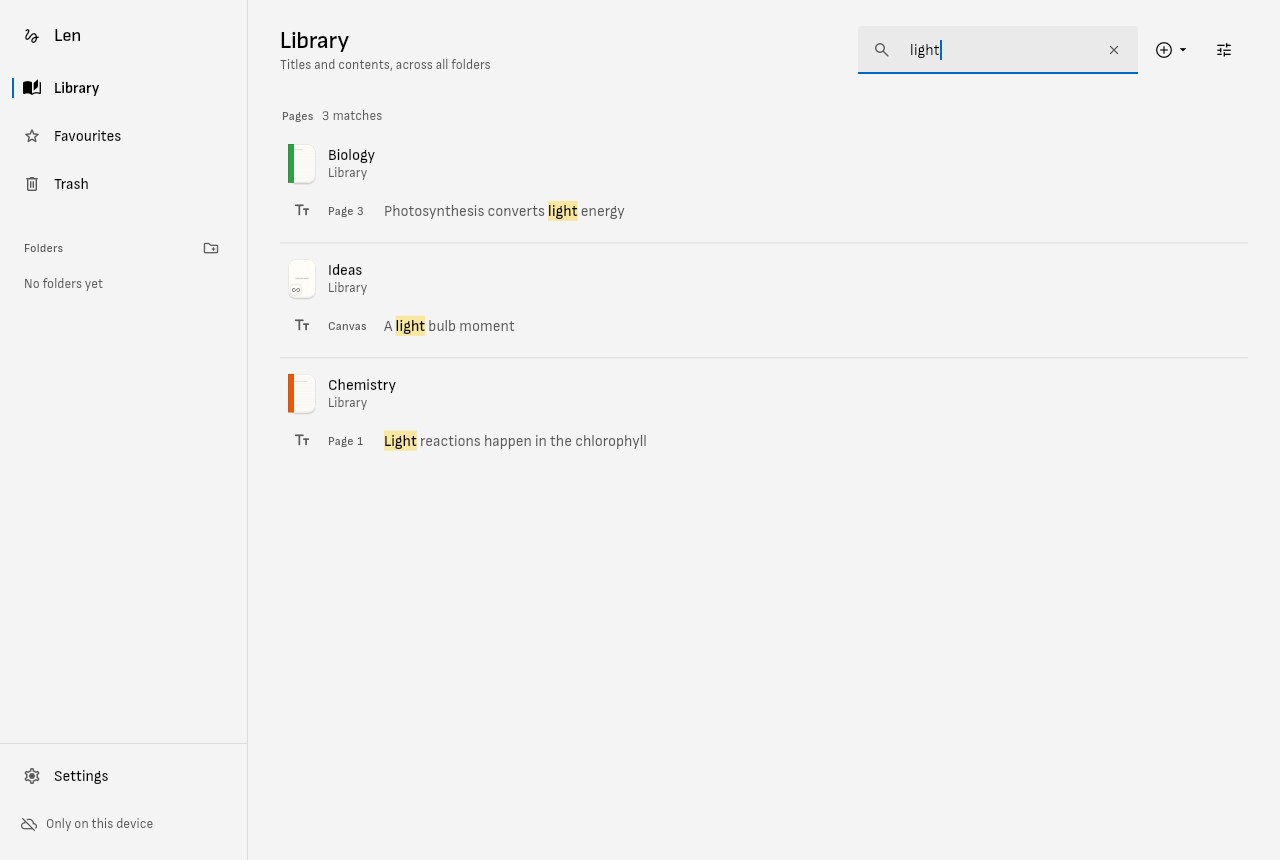 Len
Library
Favourites
Trash
Folders
No folders yet
Settings
Only on this device
Library
Titles and contents, across all folders
light
Pages 3 matches
Biology
Library
Page 3 Photosynthesis converts light energy
Ideas
Library
Canvas A light bulb moment
Chemistry
Library
Page 1 Light reactions happen in the chlorophyll